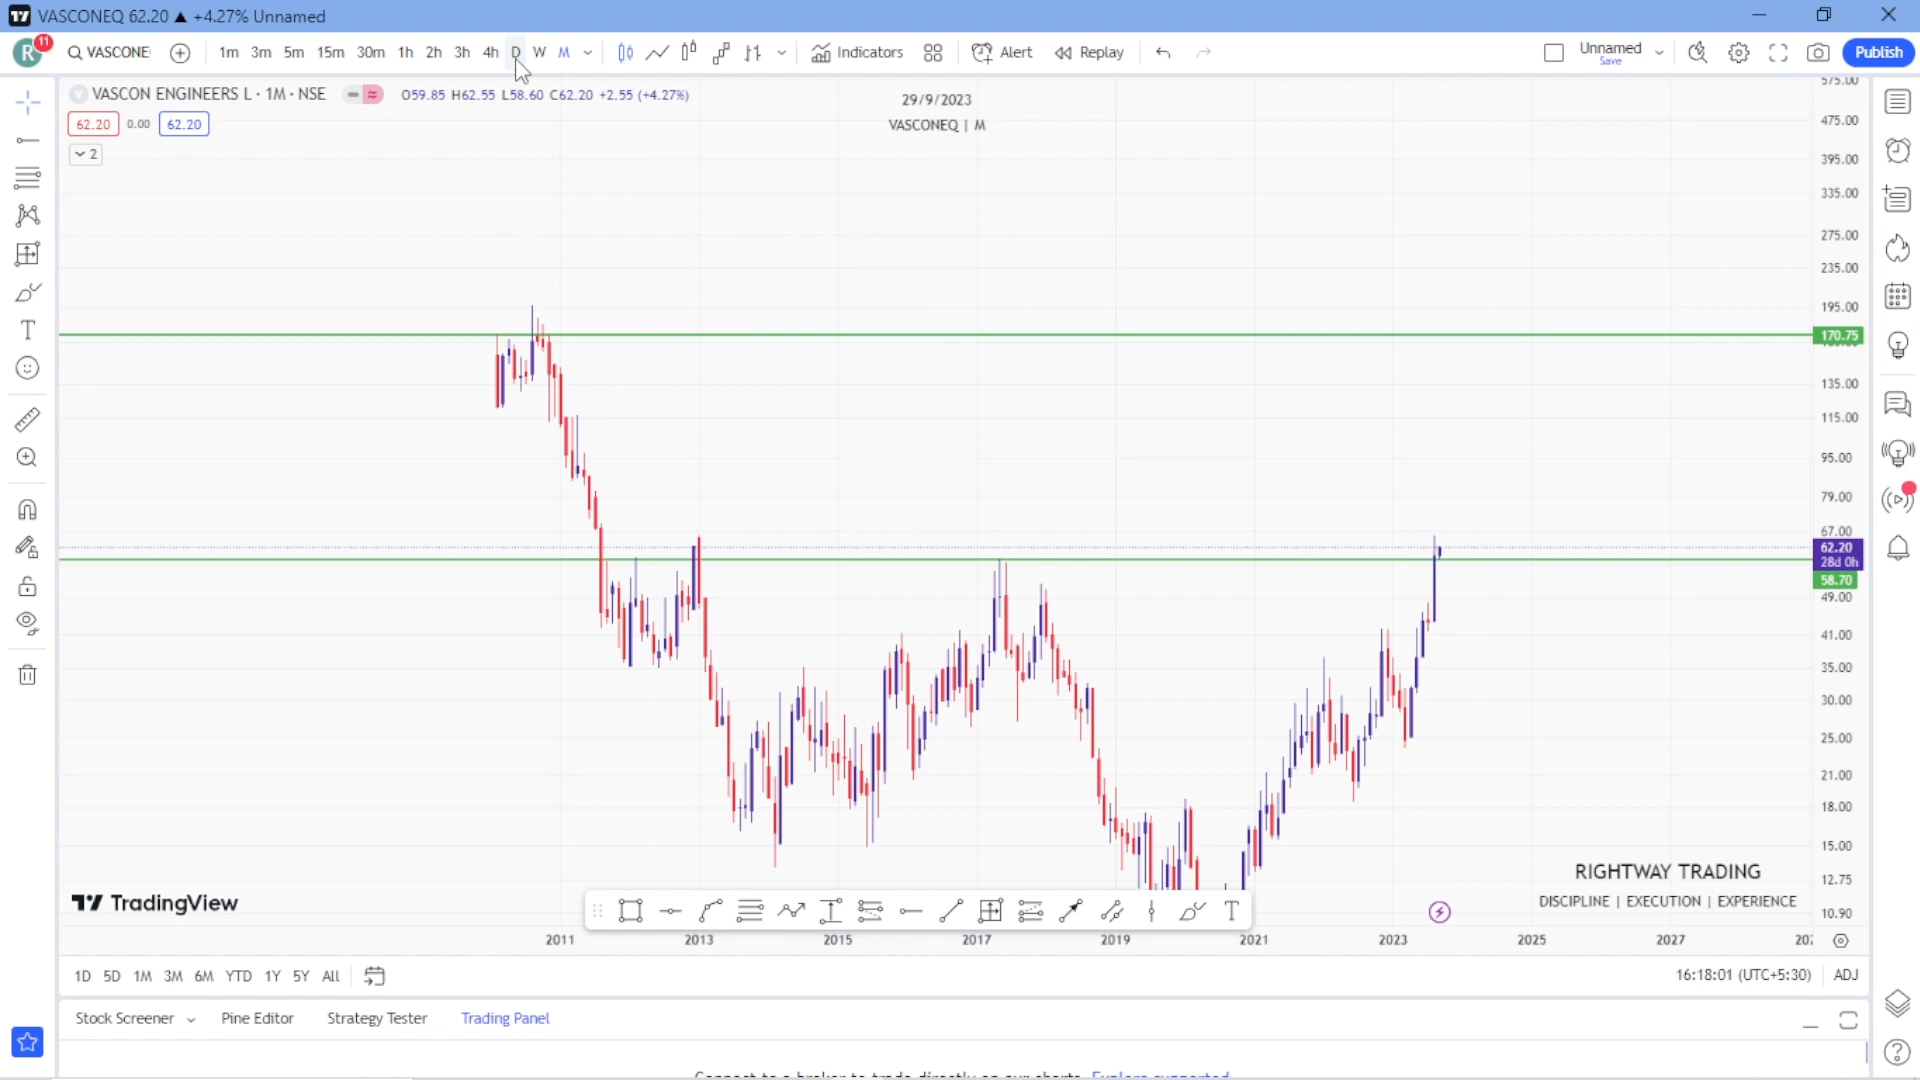 VASCONEQ 62.20 ▲ +4.27% Unnamed
R 11 VASCONE 1m 3m 5m 15m 30m 1h 2h 3h 4h D W M Indicators Alert Replay Unnamed Save Publish
VASCON ENGINEERS L · 1M · NSE O59.85 H62.55 L58.60 C62.20 +2.55 (+4.27%)
62.20 0.00 62.20
2
29/9/2023
VASCONEQ | M
575.00
475.00
395.00
335.00
275.00
235.00
195.00
170.75
135.00
115.00
95.00
79.00
67.00
62.20
28d 0h
58.70
49.00
41.00
35.00
30.00
25.00
21.00
18.00
15.00
12.75
10.90
RIGHTWAY TRADING
DISCIPLINE | EXECUTION | EXPERIENCE
TradingView
2011 2013 2015 2017 2019 2021 2023 2025 2027
1D 5D 1M 3M 6M YTD 1Y 5Y All 16:18:01 (UTC+5:30) ADJ
Stock Screener Pine Editor Strategy Tester Trading Panel